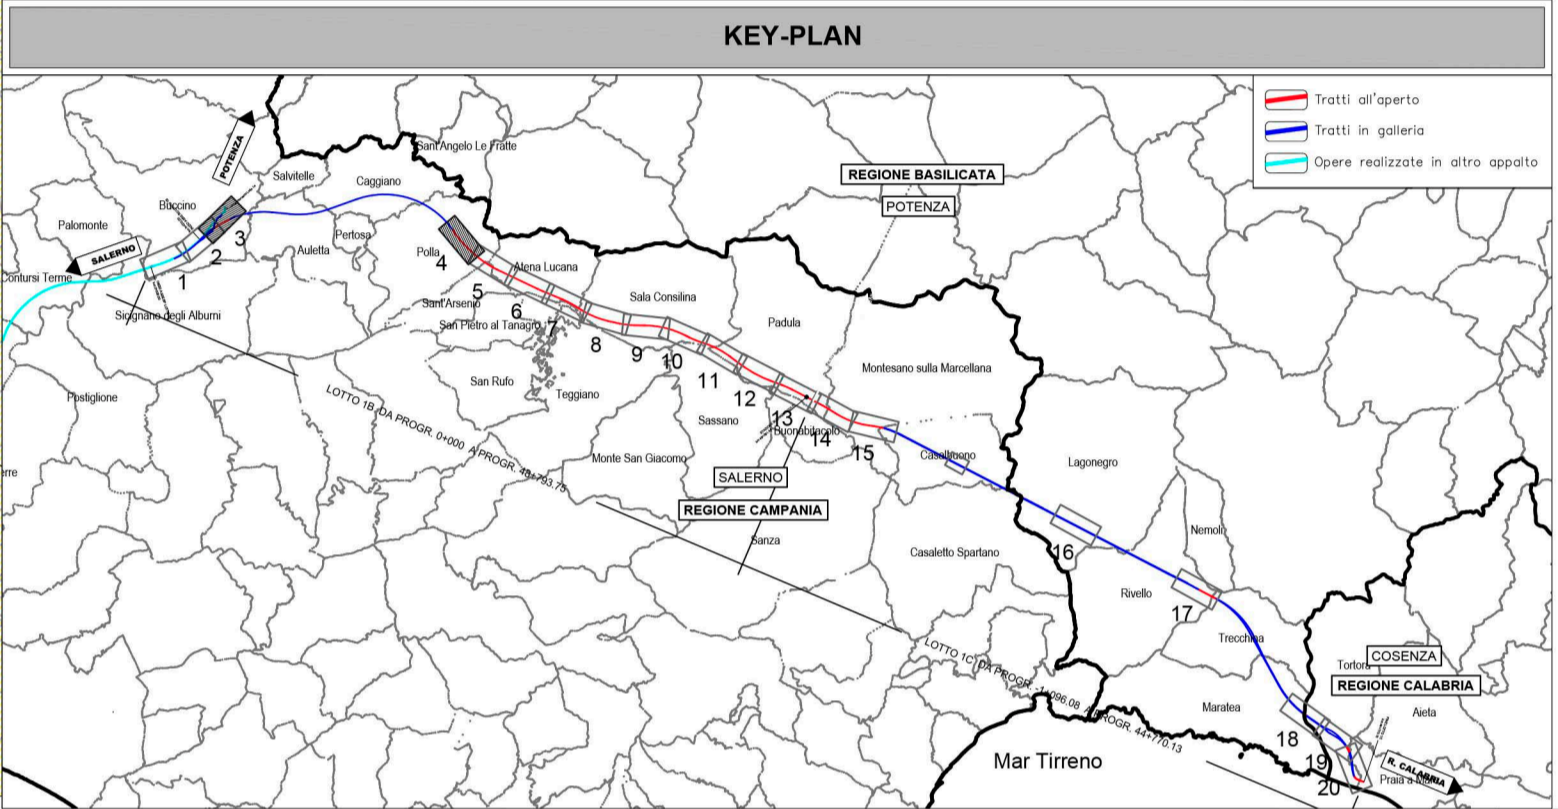 KEY-PLAN
Tratti all'aperto
Tratti in galleria
Opere realizzate in altro appalto
POTENZA
Sant'Angelo Le Fratte
Salvitelle
Caggiano
REGIONE BASILICATA
POTENZA
Buccino
Palomonte
SALERNO
Pertosa
Auletta
Polla
3
2
1
4
Contursi Terme
Sicignano degli Alburni
Atena Lucana
Sala Consilina
Padula
5
Sant'Arsenio
6
San Pietro al Tanagro
7
8
9
10
11
12
13
14
15
Montesano sulla Marcellana
San Rufo
Teggiano
Postiglione
Sassano
Buonabitacolo
LOTTO 1B, DA PROGR. 0+000 A PROGR. 48+793.75
Monte San Giacomo
Casalbuono
Lagonegro
SALERNO
REGIONE CAMPANIA
Sanza
Casaletto Spartano
16
Nemoli
Rivello
17
Trecchina
LOTTO 1C, DA PROGR. -1+096.08 A PROGR. 44+770.13
COSENZA
Tortora
REGIONE CALABRIA
Maratea
Aieta
18
19
20
Mar Tirreno
R. CALABRIA
Praia a Mare